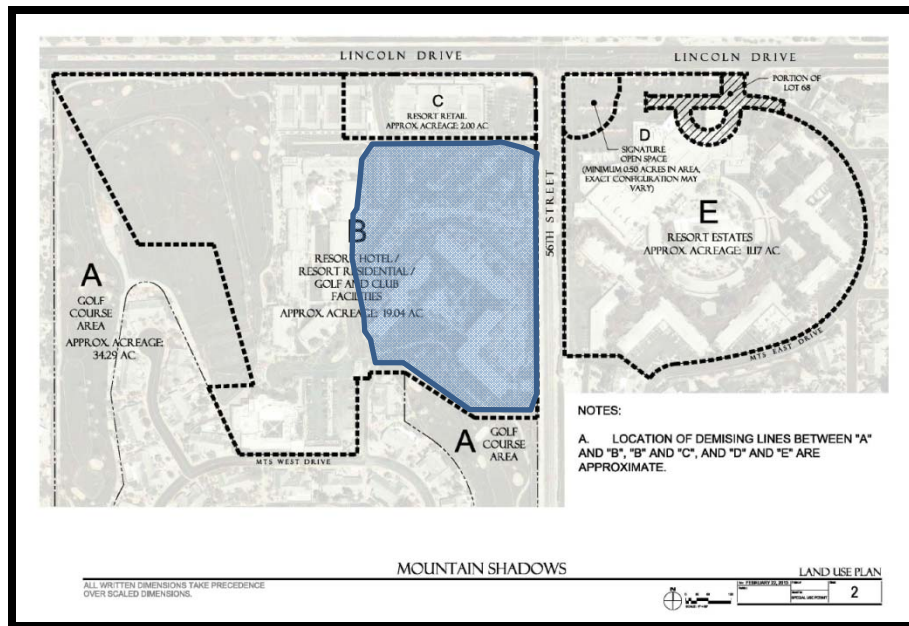 LINCOLN DRIVE
LINCOLN DRIVE
PORTION OF
LOT 68
C
RESORT RETAIL
APPROX. ACREAGE: 2.00 AC
D
SIGNATURE
OPEN SPACE
(MINIMUM 0.50 ACRES IN AREA,
EXACT CONFIGURATION MAY
VARY)
56TH STREET
B
RESORT HOTEL /
RESORT RESIDENTIAL /
GOLF AND CLUB
FACILITIES
APPROX. ACREAGE: 19.04 AC
E
RESORT ESTATES
APPROX. ACREAGE: 11.17 AC
A
GOLF
COURSE
AREA
APPROX. ACREAGE:
34.29 AC
MTS EAST DRIVE
A
GOLF
COURSE
AREA
MTS WEST DRIVE
NOTES:
A. LOCATION OF DEMISING LINES BETWEEN "A"
AND "B", "B" AND "C", AND "D" AND "E" ARE
APPROXIMATE.
MOUNTAIN SHADOWS
LAND USE PLAN
ALL WRITTEN DIMENSIONS TAKE PRECEDENCE
OVER SCALED DIMENSIONS.
N
SPECIAL USE PERMIT
2